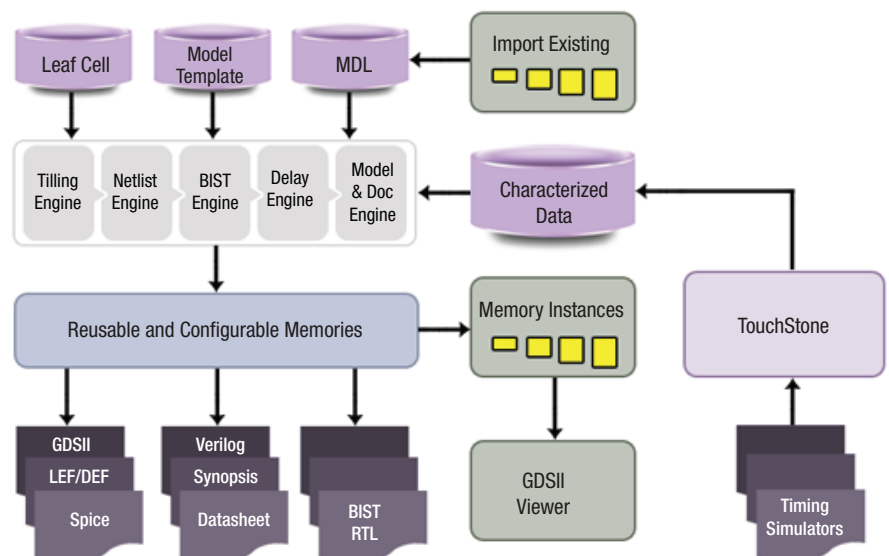 Leaf Cell
Model
Template
MDL
Import Existing
Tilling
Engine
Netlist
Engine
BIST
Engine
Delay
Engine
Model
& Doc
Engine
Characterized
Data
Reusable and Configurable Memories
Memory Instances
TouchStone
GDSII
LEF/DEF
Spice
Verilog
Synopsis
Datasheet
BIST
RTL
GDSII
Viewer
Timing
Simulators